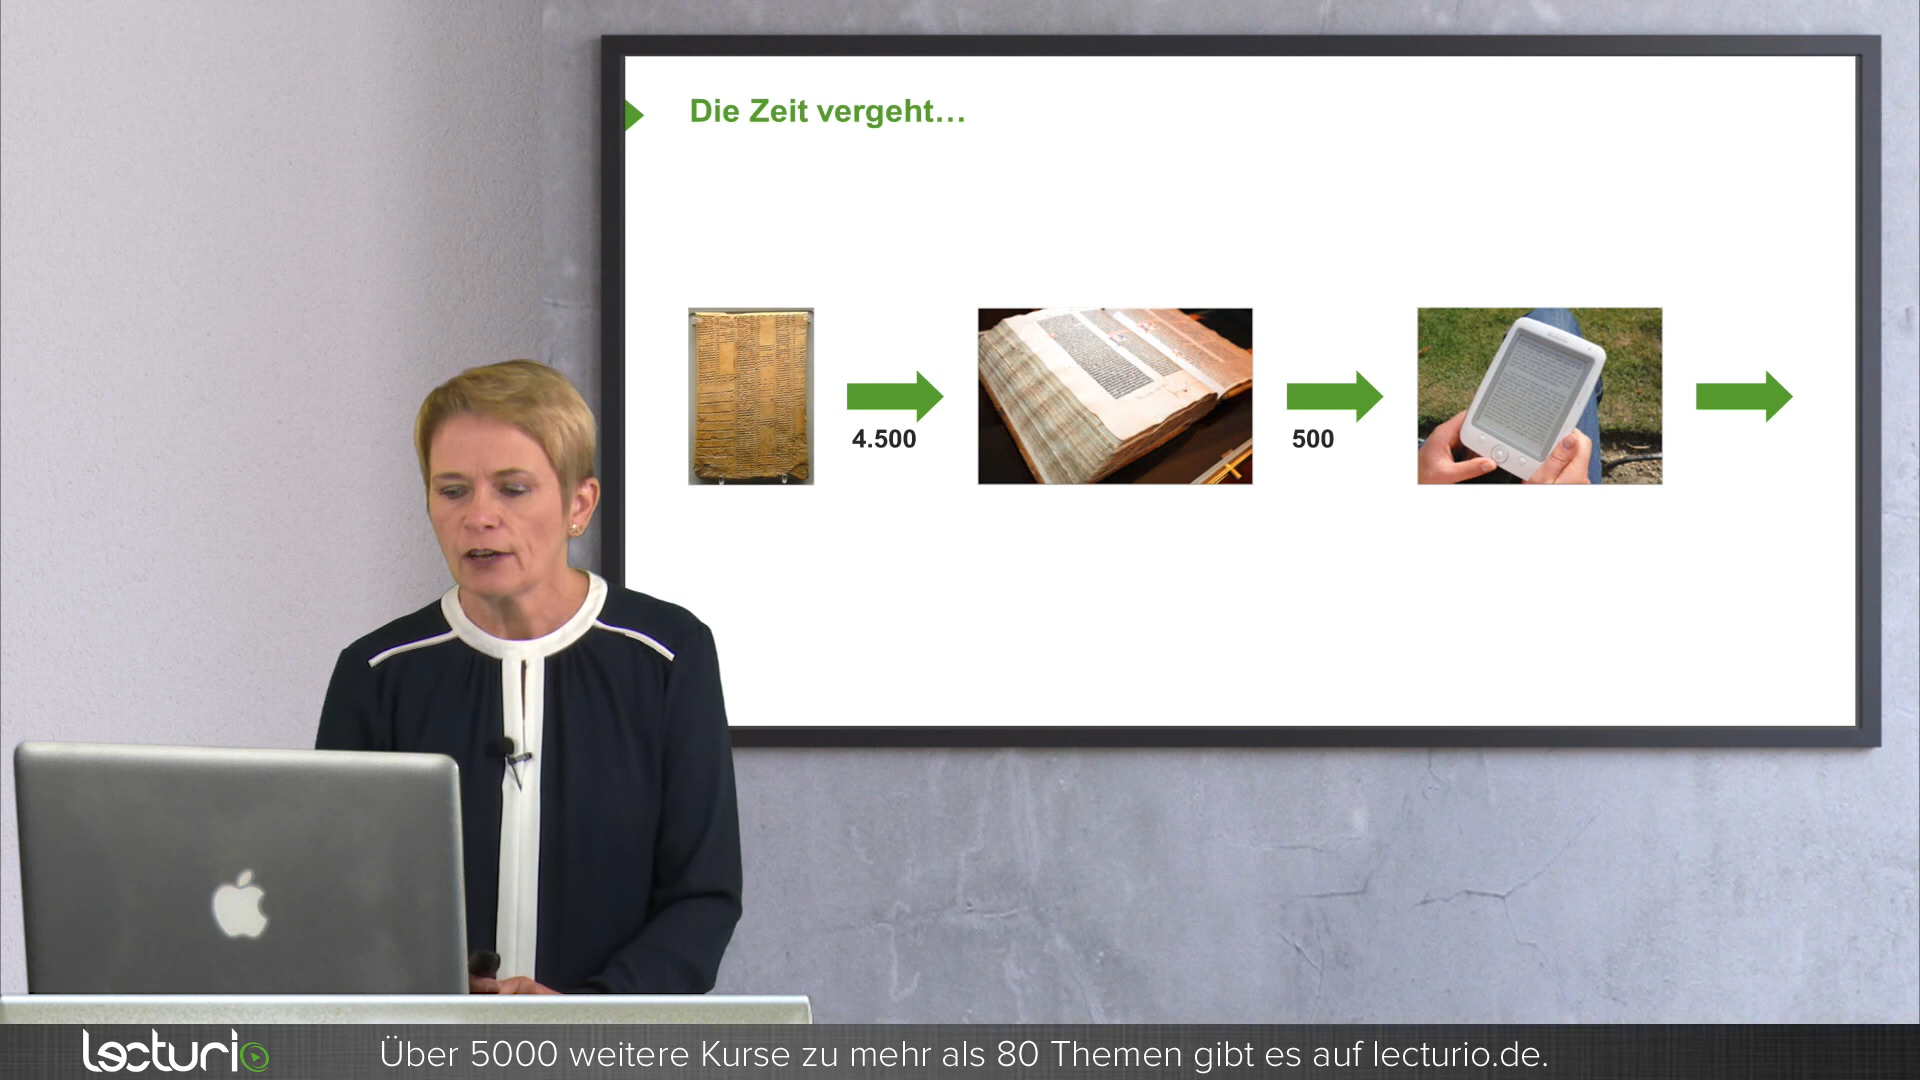 Die Zeit vergeht...
4.500
500
lecturio
Über 5000 weitere Kurse zu mehr als 80 Themen gibt es auf lecturio.de.